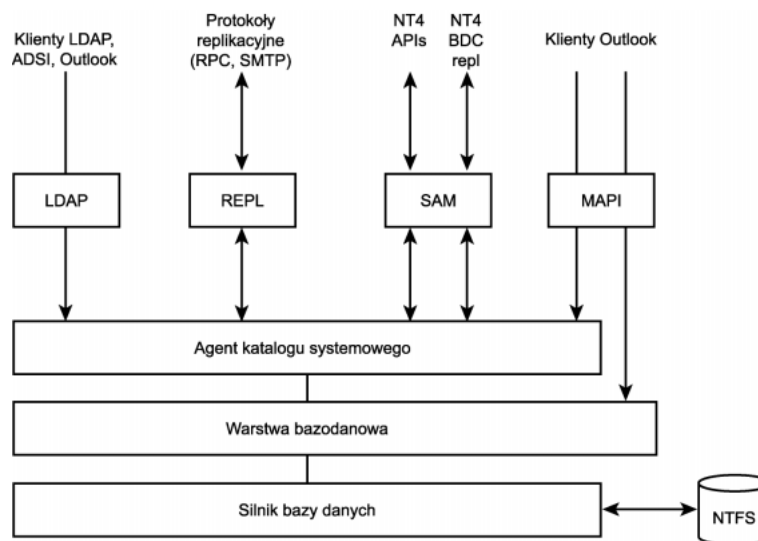 Klienty LDAP,
ADSI, Outlook
Protokoły
replikacyjne
(RPC, SMTP)
NT4
APIs
NT4
BDC
repl
Klienty Outlook
LDAP
REPL
SAM
MAPI
Agent katalogu systemowego
Warstwa bazodanowa
Silnik bazy danych
NTFS